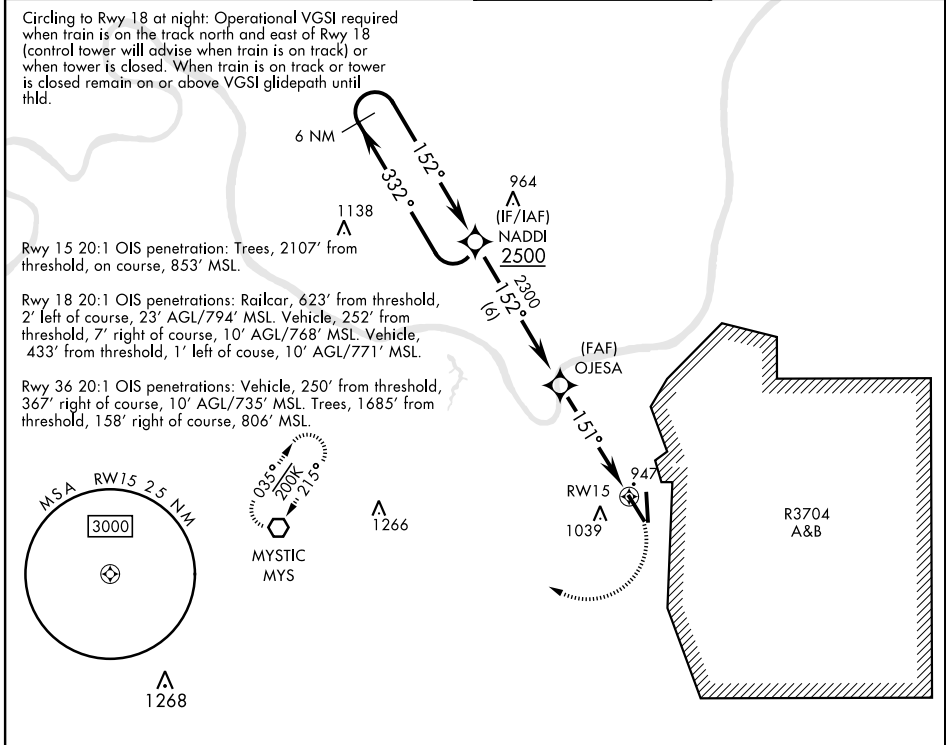 Circling to Rwy 18 at night: Operational VGSI required
when train is on the track north and east of Rwy 18
(control tower will advise when train is on track) or
when tower is closed. When train is on track or tower
is closed remain on or above VGSI glidepath until
thld.
6 NM
152°
332°
1138
964
(IF/IAF)
NADDI
2500
Rwy 15 20:1 OIS penetration: Trees, 2107' from
threshold, on course, 853' MSL.
2300
152°
(6)
Rwy 18 20:1 OIS penetrations: Railcar, 623' from threshold,
2' left of course, 23' AGL/794' MSL. Vehicle, 252' from
threshold, 7' right of course, 10' AGL/768' MSL. Vehicle,
433' from threshold, 1' left of couse, 10' AGL/771' MSL.
(FAF)
OJESA
Rwy 36 20:1 OIS penetrations: Vehicle, 250' from threshold,
367' right of course, 10' AGL/735' MSL. Trees, 1685' from
threshold, 158' right of course, 806' MSL.
151°
035°
200K
215°
MYSTIC
MYS
1266
947
RW15
1039
R3704
A&B
MSA RW15 25 NM
3000
1268